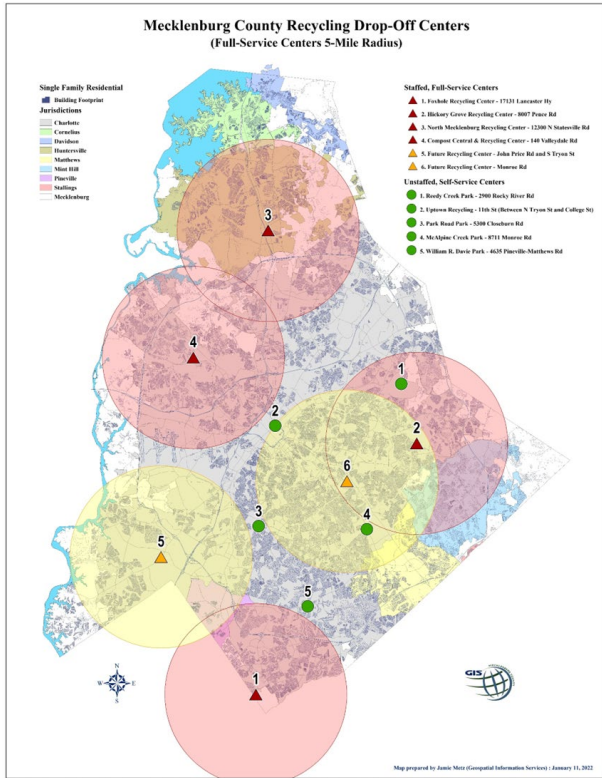 Mecklenburg County Recycling Drop-Off Centers
(Full-Service Centers 5-Mile Radius)
Single Family Residential
Building Footprint
Jurisdictions
Charlotte
Cornelius
Davidson
Huntersville
Matthews
Mint Hill
Pineville
Stallings
Mecklenburg
Staffed, Full-Service Centers
1. Foxhole Recycling Center - 17131 Lancaster Hy
2. Hickory Grove Recycling Center - 8007 Pence Rd
3. North Mecklenburg Recycling Center - 12300 N Statesville Rd
4. Compost Central & Recycling Center - 140 Valleydale Rd
5. Future Recycling Center - John Price Rd and S Tryon St
6. Future Recycling Center - Monroe Rd
Unstaffed, Self-Service Centers
1. Reedy Creek Park - 2900 Rocky River Rd
2. Uptown Recycling - 11th St (Between N Tryon St and College St)
3. Park Road Park - 5300 Closeburn Rd
4. McAlpine Creek Park - 8711 Monroe Rd
5. William R. Davie Park - 4635 Pineville-Matthews Rd
3
4
1
2
2
6
3
4
5
5
1
N
W
E
S
GIS
Map prepared by Jamie Metz (Geospatial Information Services) : January 11, 2022